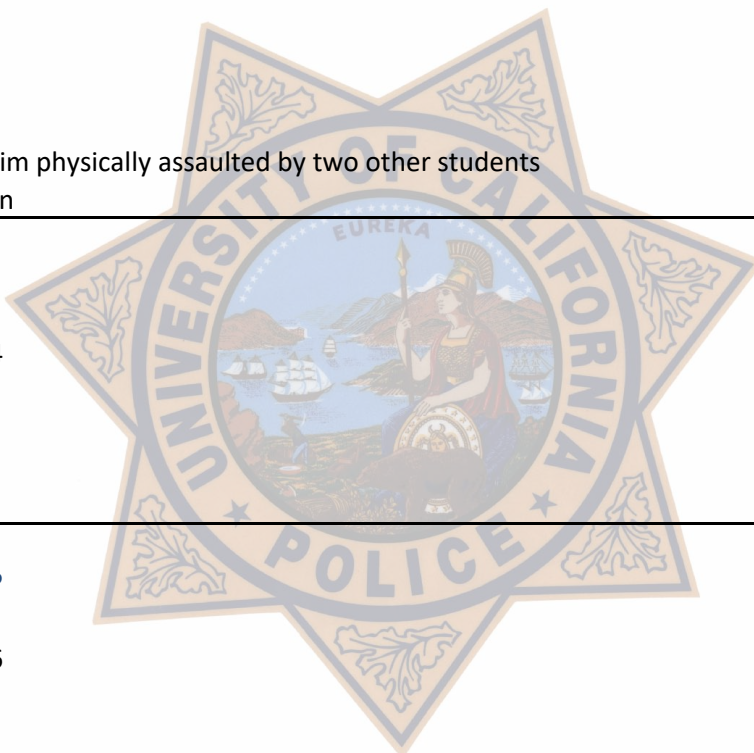 im physically assaulted by two other students
n
EUREKA
UNIVERSITY OF CALIFORNIA
POLICE